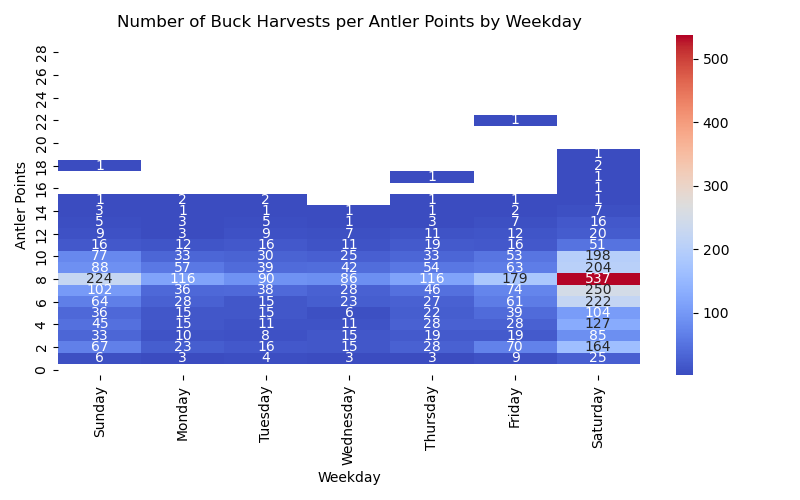 Number of Buck Harvests per Antler Points by Weekday
28
26
24
22 1
20
1
18 1 2
1 1
16 1
1 2 2 1 1 1
14 3 1 1 1 1 2 7
5 1 5 1 3 7 16
12 9 3 9 7 11 12 20
16 12 16 11 19 16 51
10 77 33 30 25 33 53 198
88 57 39 42 54 63 204
8 224 116 90 86 116 179 537
102 36 38 28 46 74 250
6 64 28 15 23 27 61 222
36 15 15 6 22 39 104
4 45 15 11 11 28 28 127
33 10 8 15 18 19 85
2 67 23 16 15 28 70 164
6 3 4 3 3 9 25
0
Antler Points
Sunday Monday Tuesday Wednesday Thursday Friday Saturday
Weekday
500
400
300
200
100